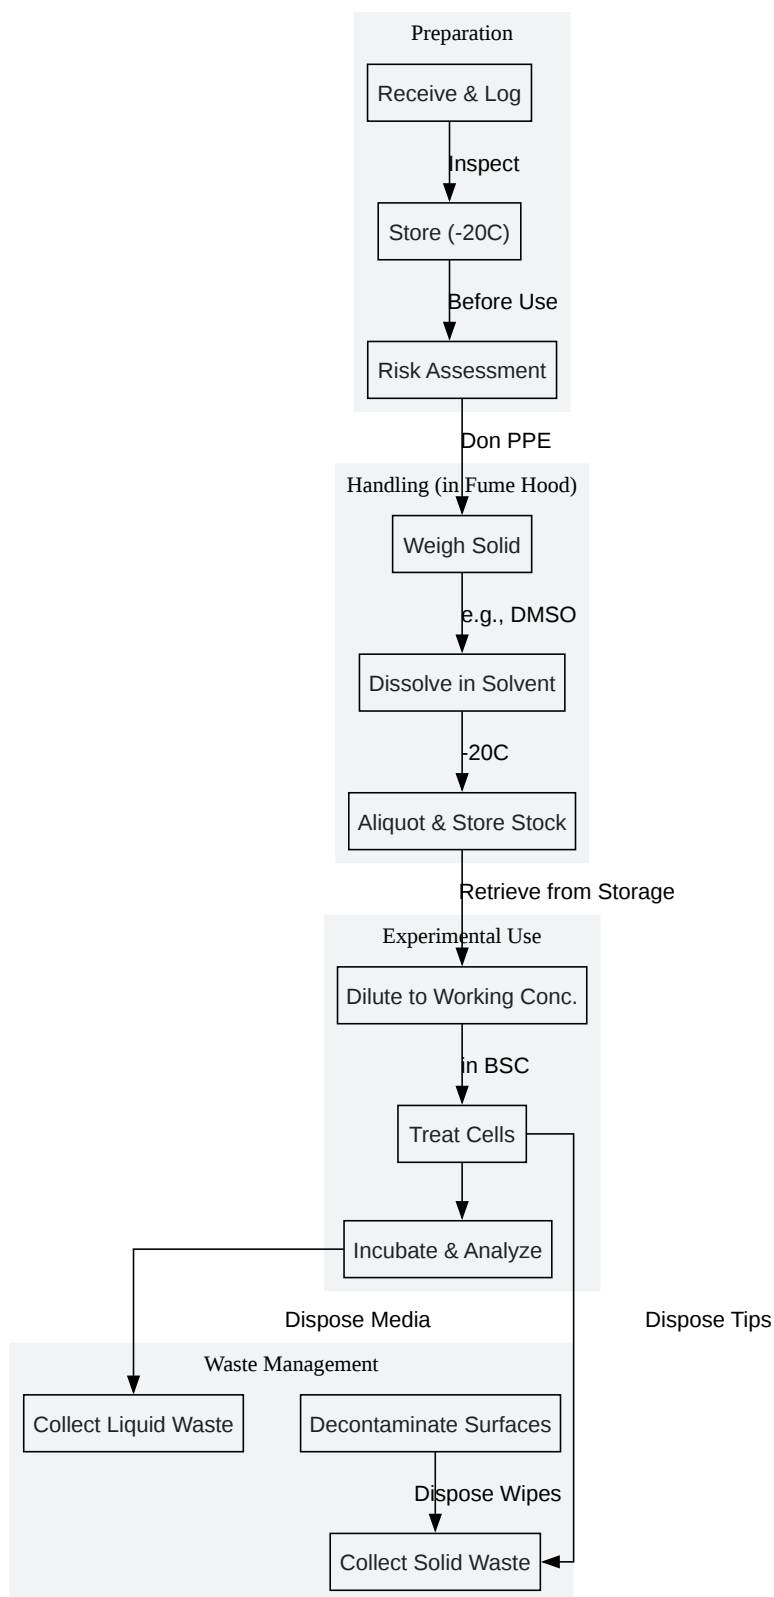 Preparation
Receive & Log
Inspect
Store (-20C)
Before Use
Risk Assessment
Don PPE
Handling (in Fume Hood)
Weigh Solid
e.g., DMSO
Dissolve in Solvent
-20C
Aliquot & Store Stock
Retrieve from Storage
Experimental Use
Dilute to Working Conc.
in BSC
Treat Cells
Incubate & Analyze
Dispose Media
Dispose Tips
Waste Management
Collect Liquid Waste
Decontaminate Surfaces
Dispose Wipes
Collect Solid Waste